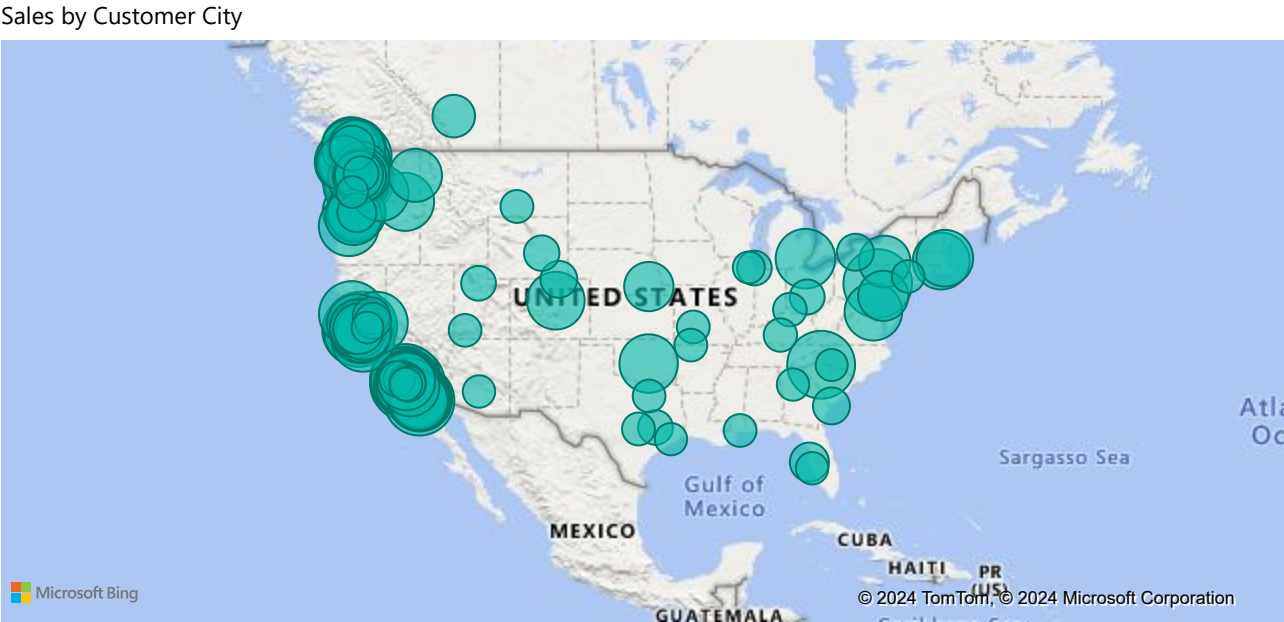 Sales by Customer City
UNITED STATES
Atla
Oc
Sargasso Sea
Gulf of
Mexico
MEXICO
CUBA
HAITI
PR
(US)
Microsoft Bing
© 2024 TomTom, © 2024 Microsoft Corporation
GUATEMALA